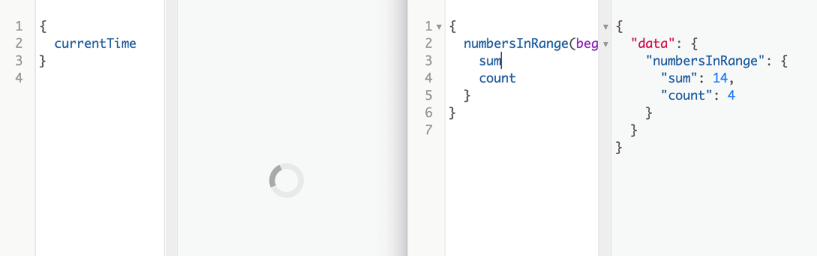 1 {
2 currentTime
3 }
4
1 {
2 numbersInRange(beg
3 sum
4 count
5 }
6 }
7
{
"data": {
"numbersInRange": {
"sum": 14,
"count": 4
}
}
}